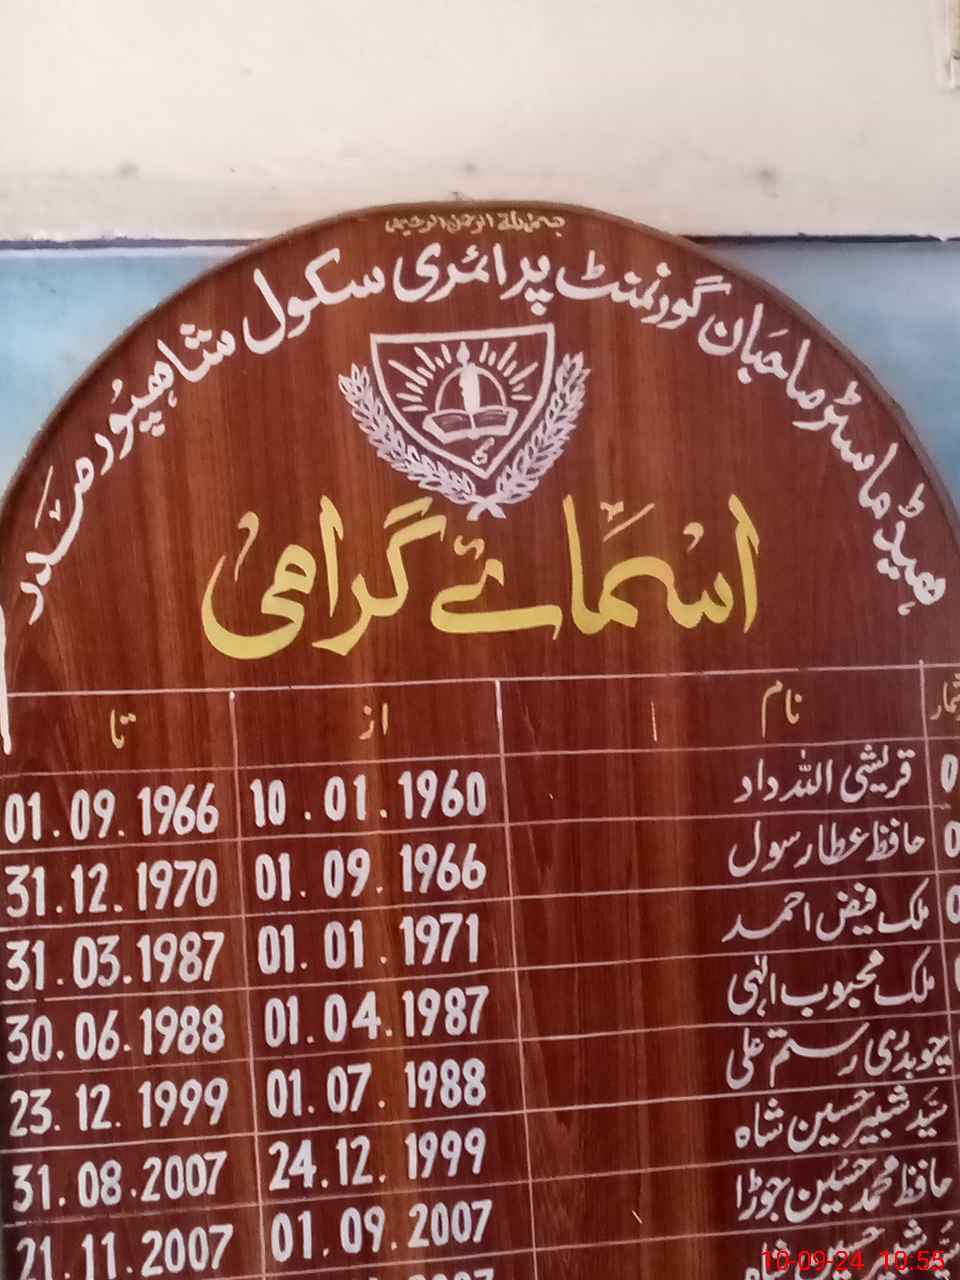 بسم اللہ الرحمن الرحیم
ھیڈ ماسٹر صاحبان گورنمنٹ پرائمری سکول شاہپور صدر
اسمائے گرامی
شمار نام از تا
قریشی اللہ داد 10.01.1960 01.09.1966
حافظ عطا رسول 01.09.1966 31.12.1970
ملک فیض احمد 01.01.1971 31.03.1987
ملک محبوب الہٰی 01.04.1987 30.06.1988
چوہدری رستم علی 01.07.1988 23.12.1999
سید شبیر حسین شاہ 24.12.1999 31.08.2007
حافظ محمد حسین جوڑا 01.09.2007 21.11.2007
10-09-24 10:55